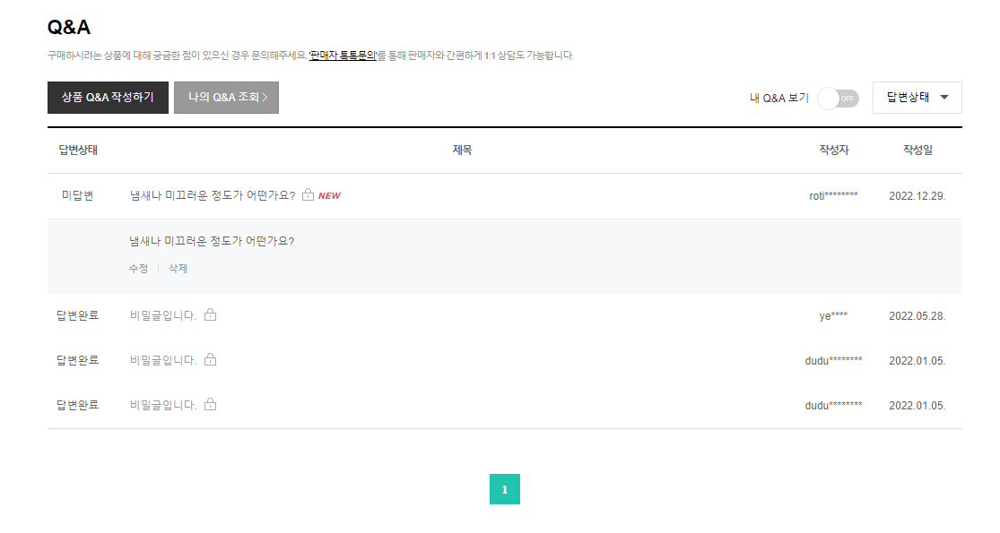 Q&A
구매하시려는 상품에 대해 궁금한 점이 있으신 경우 문의해주세요. '판매자 톡톡문의'를 통해 판매자와 간편하게 1:1 상담도 가능합니다.
상품 Q&A 작성하기 나의 Q&A 조회 > 내 Q&A 보기 OFF 답변상태
답변상태 제목 작성자 작성일
미답변 냄새나 미끄러운 정도가 어떤가요? NEW roti******** 2022.12.29.
냄새나 미끄러운 정도가 어떤가요?
수정 | 삭제
답변완료 비밀글입니다. ye**** 2022.05.28.
답변완료 비밀글입니다. dudu******** 2022.01.05.
답변완료 비밀글입니다. dudu******** 2022.01.05.
1